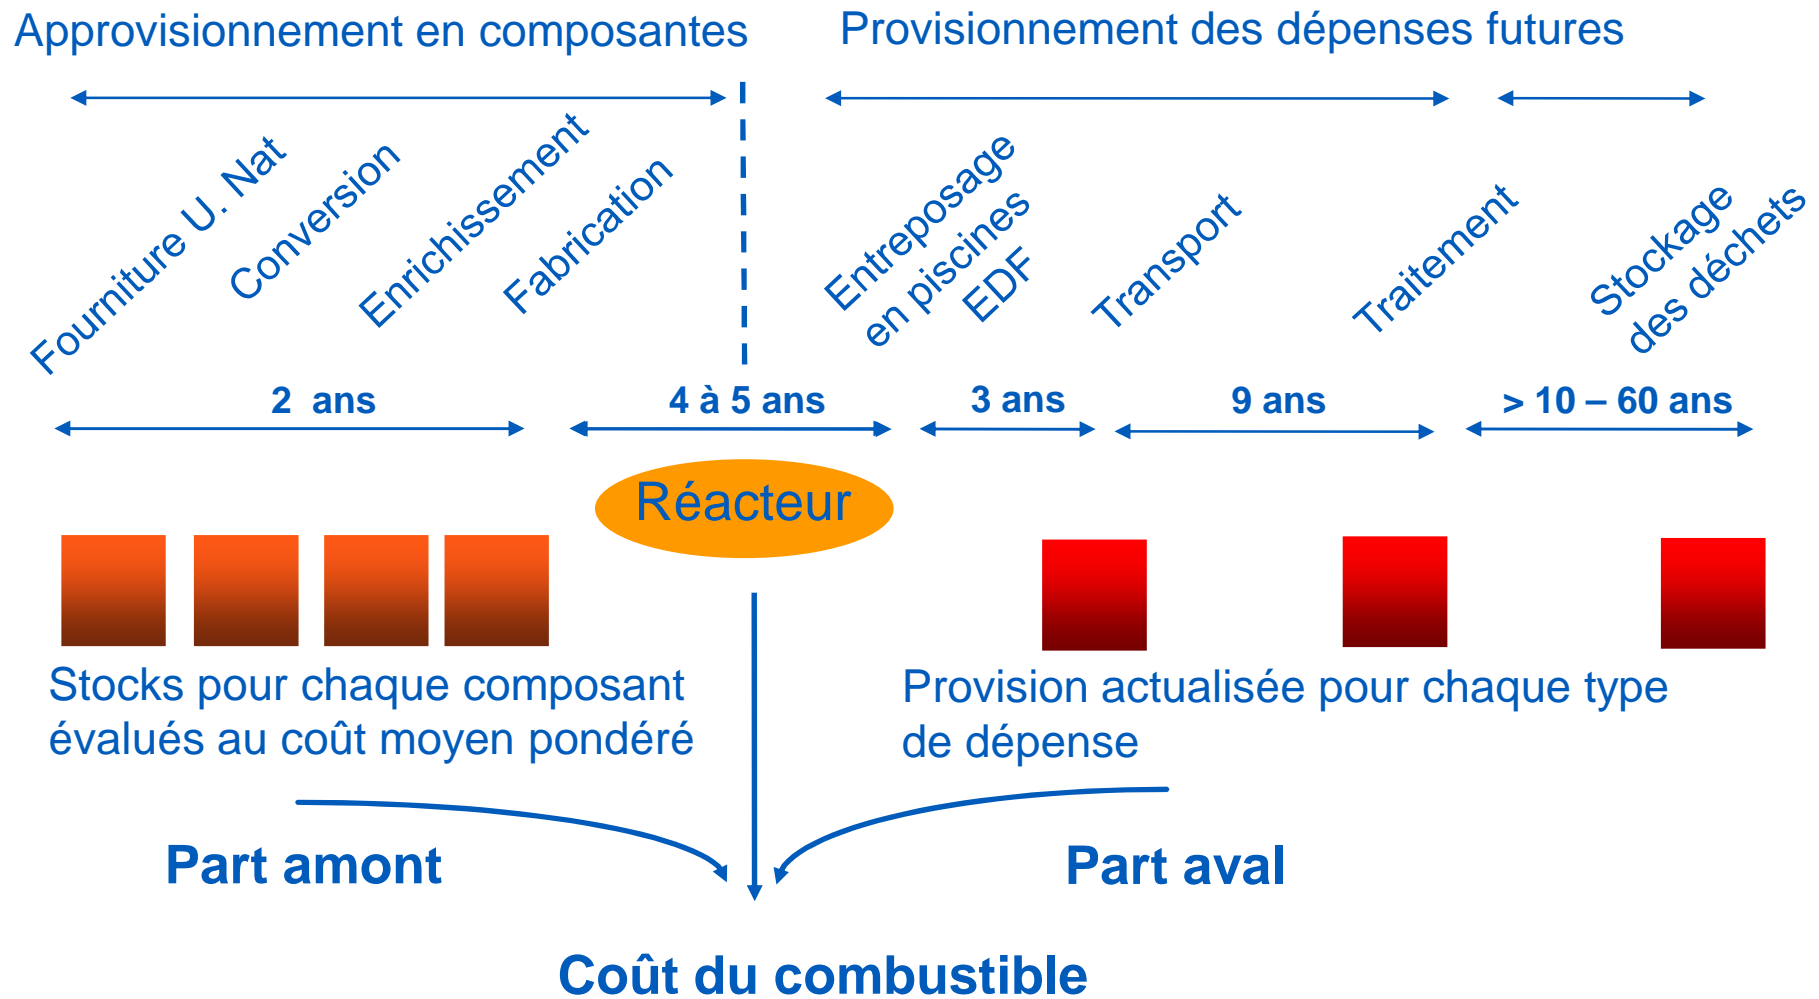 Approvisionnement en composantes
Provisionnement des dépenses futures
Fourniture U. Nat
Conversion
Enrichissement
Fabrication
Entreposage
en piscines
EDF
Transport
Traitement
Stockage
des déchets
2  ans
4 à 5 ans
3 ans
9 ans
> 10 – 60 ans
Réacteur
Stocks pour chaque composant
évalués au coût moyen pondéré
Provision actualisée pour chaque type
de dépense
Part amont
Part aval
Coût du combustible